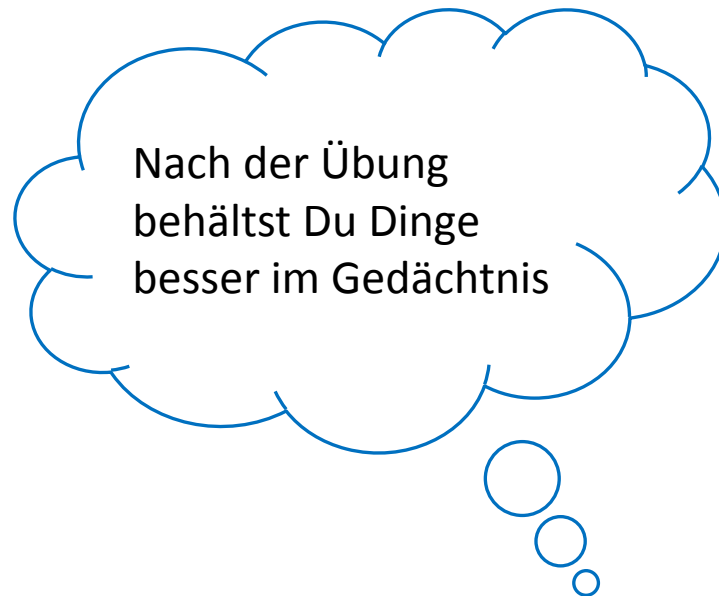 Nach der Übung
behältst Du Dinge
besser im Gedächtnis